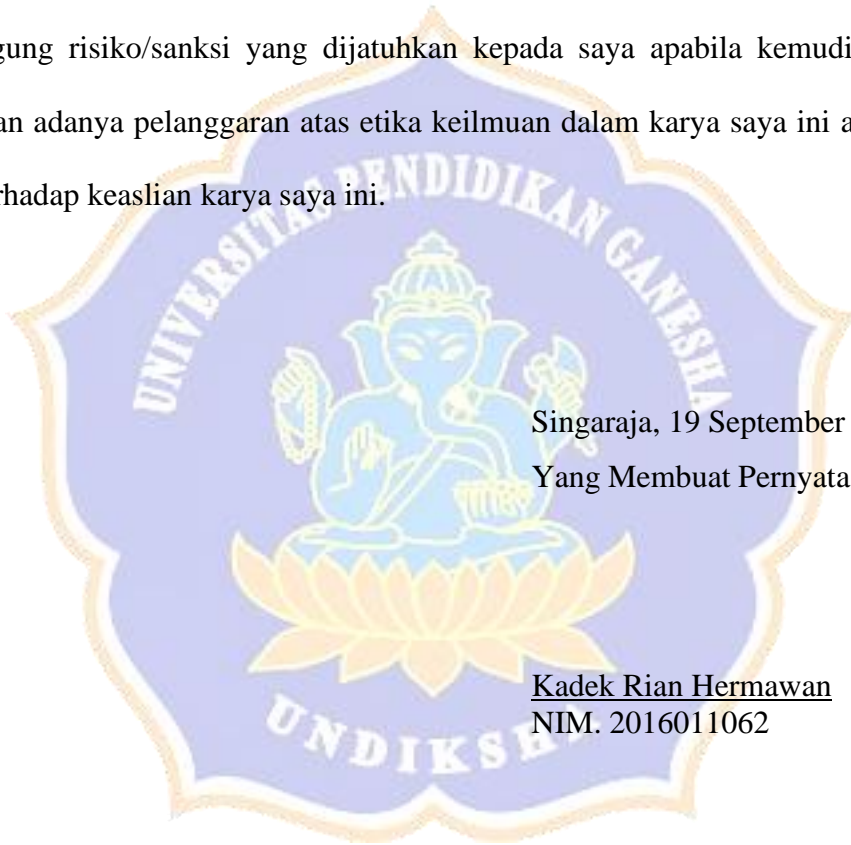 gung risiko/sanksi yang dijatuhkan kepada saya apabila kemudi
an adanya pelanggaran atas etika keilmuan dalam karya saya ini a
rhadap keaslian karya saya ini.
UNIVERSITAS PENDIDIKAN GANESHA
Singaraja, 19 September
Yang Membuat Pernyata
Kadek Rian Hermawan
NIM. 2016011062
UNDIKSHA